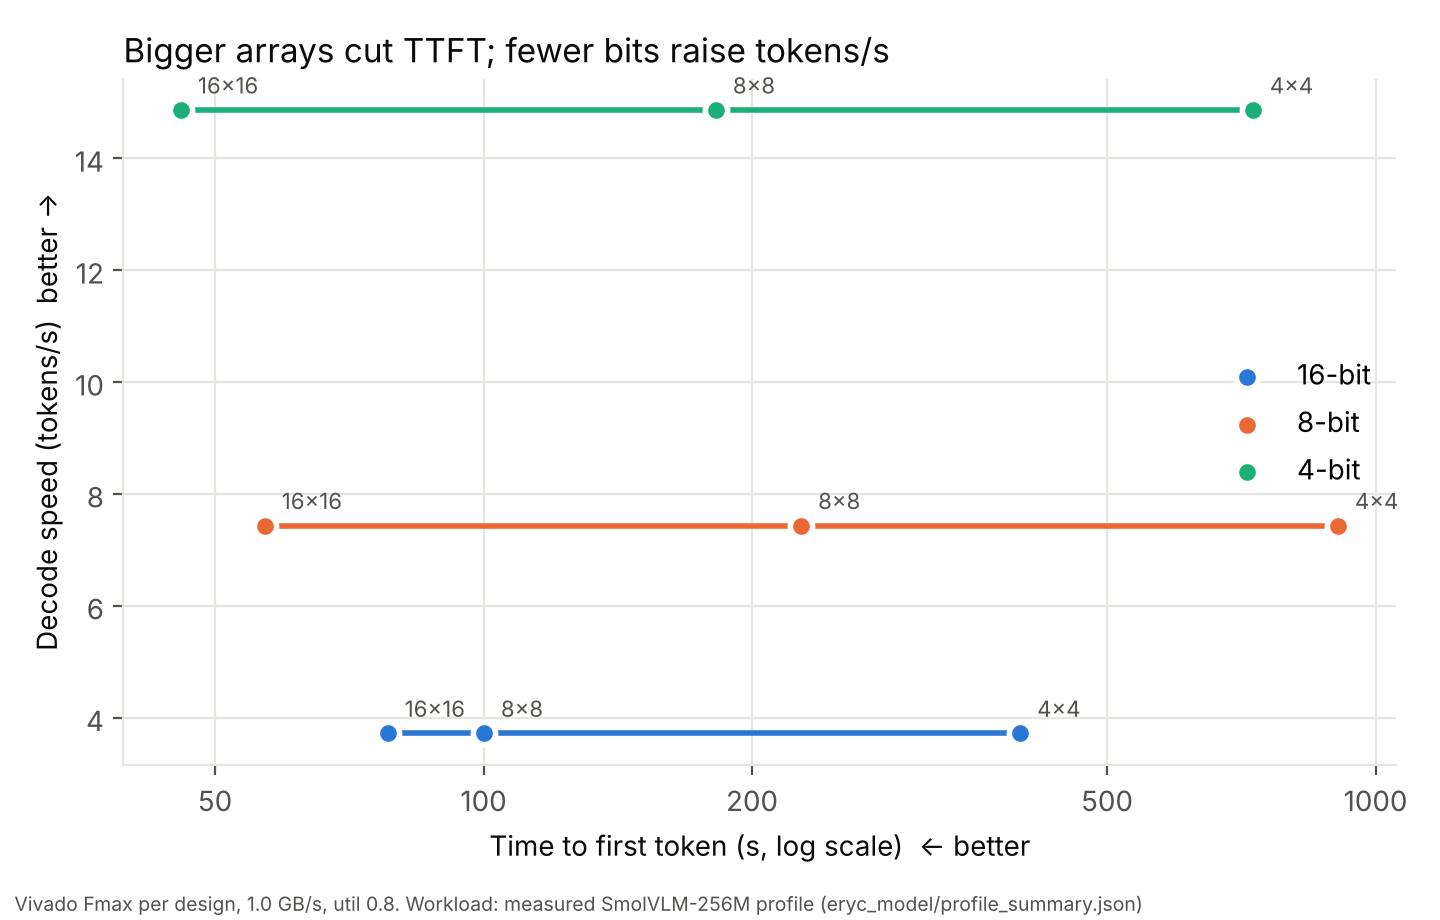 Bigger arrays cut TTFT; fewer bits raise tokens/s
16×16 8×8 4×4
14
12
10
8
6
4
Decode speed (tokens/s) better →
16-bit
8-bit
4-bit
16×16 8×8 4×4
16×16 8×8 4×4
50 100 200 500 1000
Time to first token (s, log scale) ← better
Vivado Fmax per design, 1.0 GB/s, util 0.8. Workload: measured SmolVLM-256M profile (eryc_model/profile_summary.json)